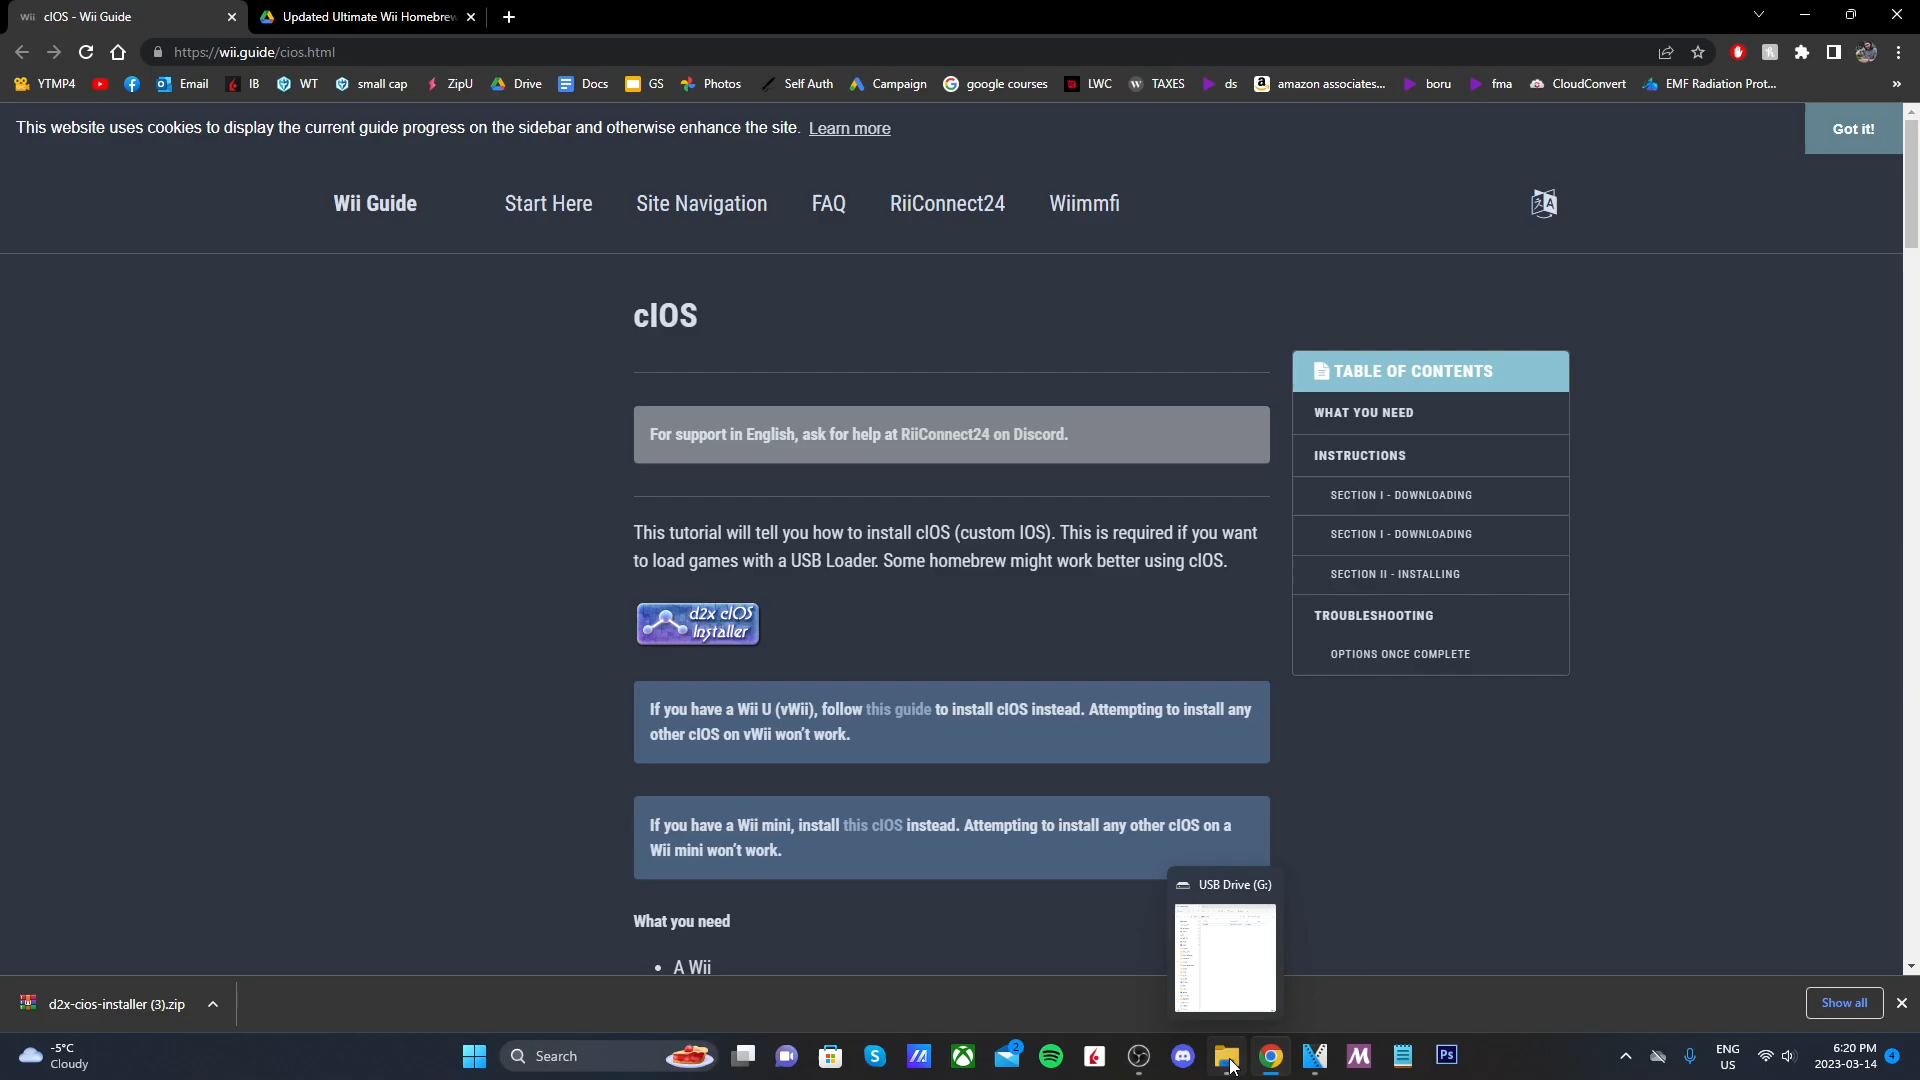 cIOS - Wii Guide
Updated Ultimate Wii Homebrew
https://wii.guide/cios.html
YTMP4 Email IB WT small cap ZipU Drive Docs GS Photos Self Auth Campaign google courses LWC TAXES ds amazon associates... boru fma CloudConvert EMF Radiation Prot...
This website uses cookies to display the current guide progress on the sidebar and otherwise enhance the site. Learn more
Got it!
Wii Guide Start Here Site Navigation FAQ RiiConnect24 Wiimmfi
cIOS
For support in English, ask for help at RiiConnect24 on Discord.
This tutorial will tell you how to install cIOS (custom IOS). This is required if you want
to load games with a USB Loader. Some homebrew might work better using cIOS.
d2x cIOS
Installer
If you have a Wii U (vWii), follow this guide to install cIOS instead. Attempting to install any
other cIOS on vWii won't work.
If you have a Wii mini, install this cIOS instead. Attempting to install any other cIOS on a
Wii mini won't work.
What you need
• A Wii
TABLE OF CONTENTS
WHAT YOU NEED
INSTRUCTIONS
SECTION I - DOWNLOADING
SECTION I - DOWNLOADING
SECTION II - INSTALLING
TROUBLESHOOTING
OPTIONS ONCE COMPLETE
USB Drive (G:)
d2x-cios-installer (3).zip
Show all
-5°C
Cloudy
Search
2
Ps
ENG
US
6:20 PM
2023-03-14
4